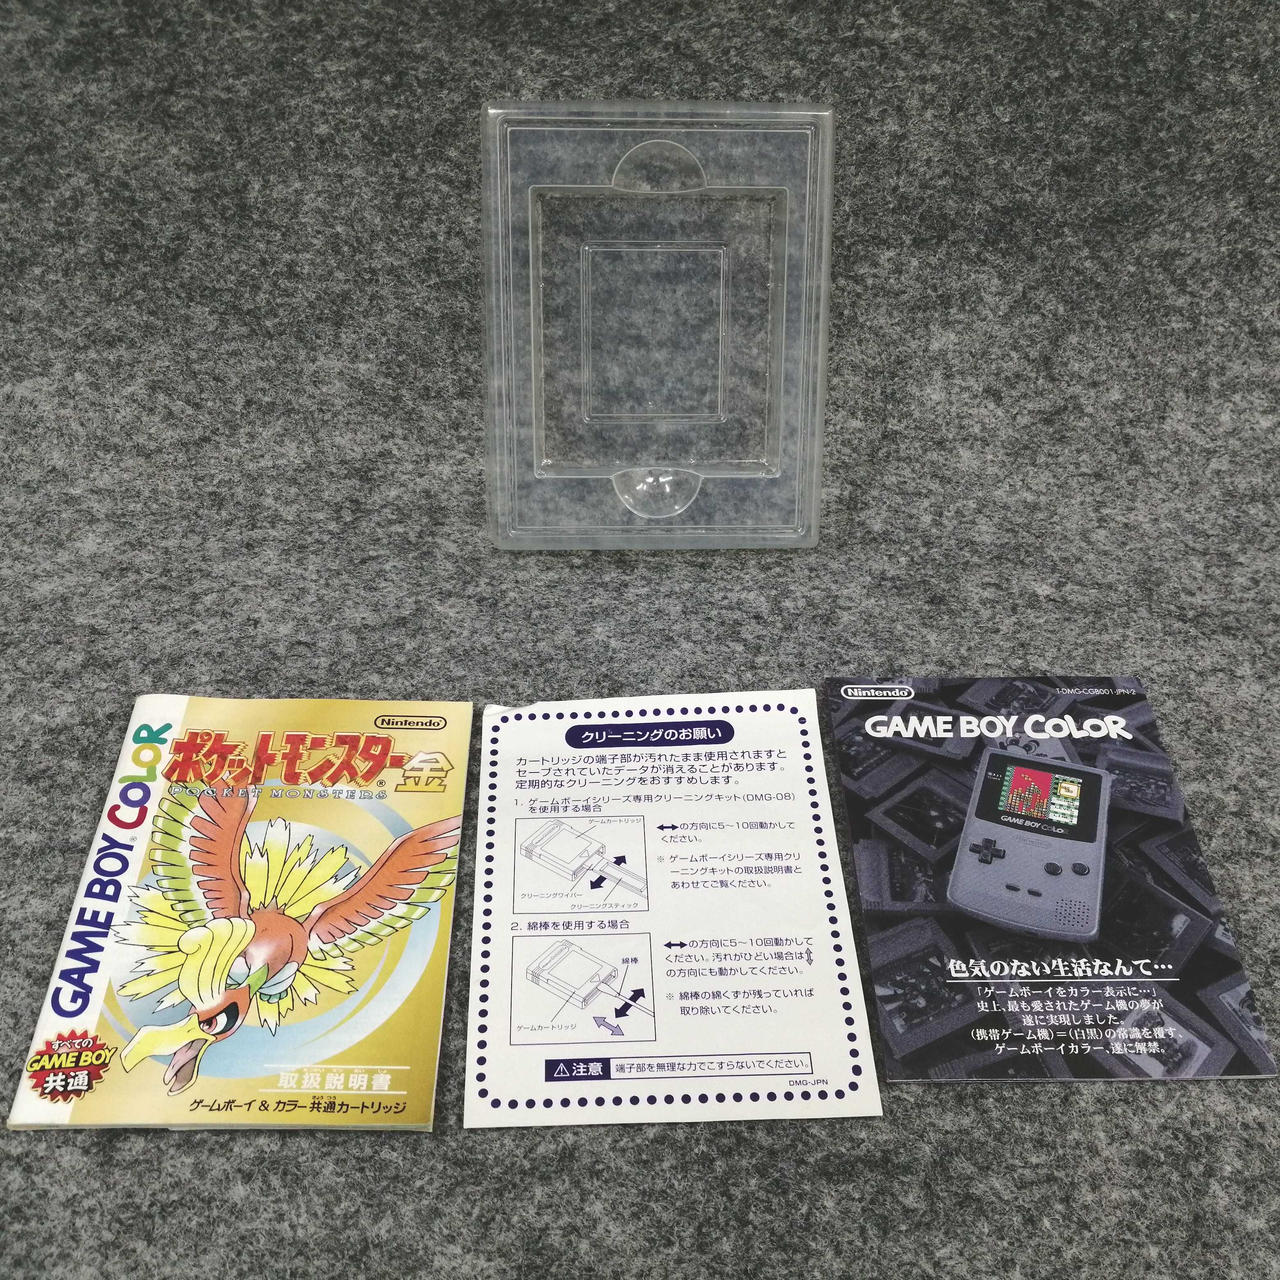 GAME BOY COLOR
Nintendo
ポケットモンスター金
POCKET MONSTERS
すべての
GAME BOY
共通
取扱説明書
ゲームボーイ & カラー共通カートリッジ
クリーニングのお願い
カートリッジの端子部が汚れたまま使用されますと
セーブされていたデータが消えることがあります。
定期的なクリーニングをおすすめします。
1. ゲームボーイシリーズ専用クリーニングキット(DMG-08)
を使用する場合
ゲームカートリッジ
クリーニングワイパー
クリーニングスティック
↔の方向に5〜10回動かして
ください。
※ ゲームボーイシリーズ専用クリ
ーニングキットの取扱説明書と
あわせてご覧ください。
2. 綿棒を使用する場合
綿棒
ゲームカートリッジ
↔の方向に5〜10回動かして
ください。汚れがひどい場合は⇕
の方向にも動かしてください。
※ 綿棒の綿くずが残っていれば
取り除いてください。
⚠注意 端子部を無理な力でこすらないでください。
DMG-JPN
Nintendo
T-DMG-CGB001-JPN-2
GAME BOY COLOR
GAME BOY COLOR
色気のない生活なんて…
「ゲームボーイをカラー表示に…」
史上、最も愛されたゲーム機の夢が
遂に実現しました。
(携帯ゲーム機)=(白黒)の常識を覆す、
ゲームボーイカラー、遂に解禁。